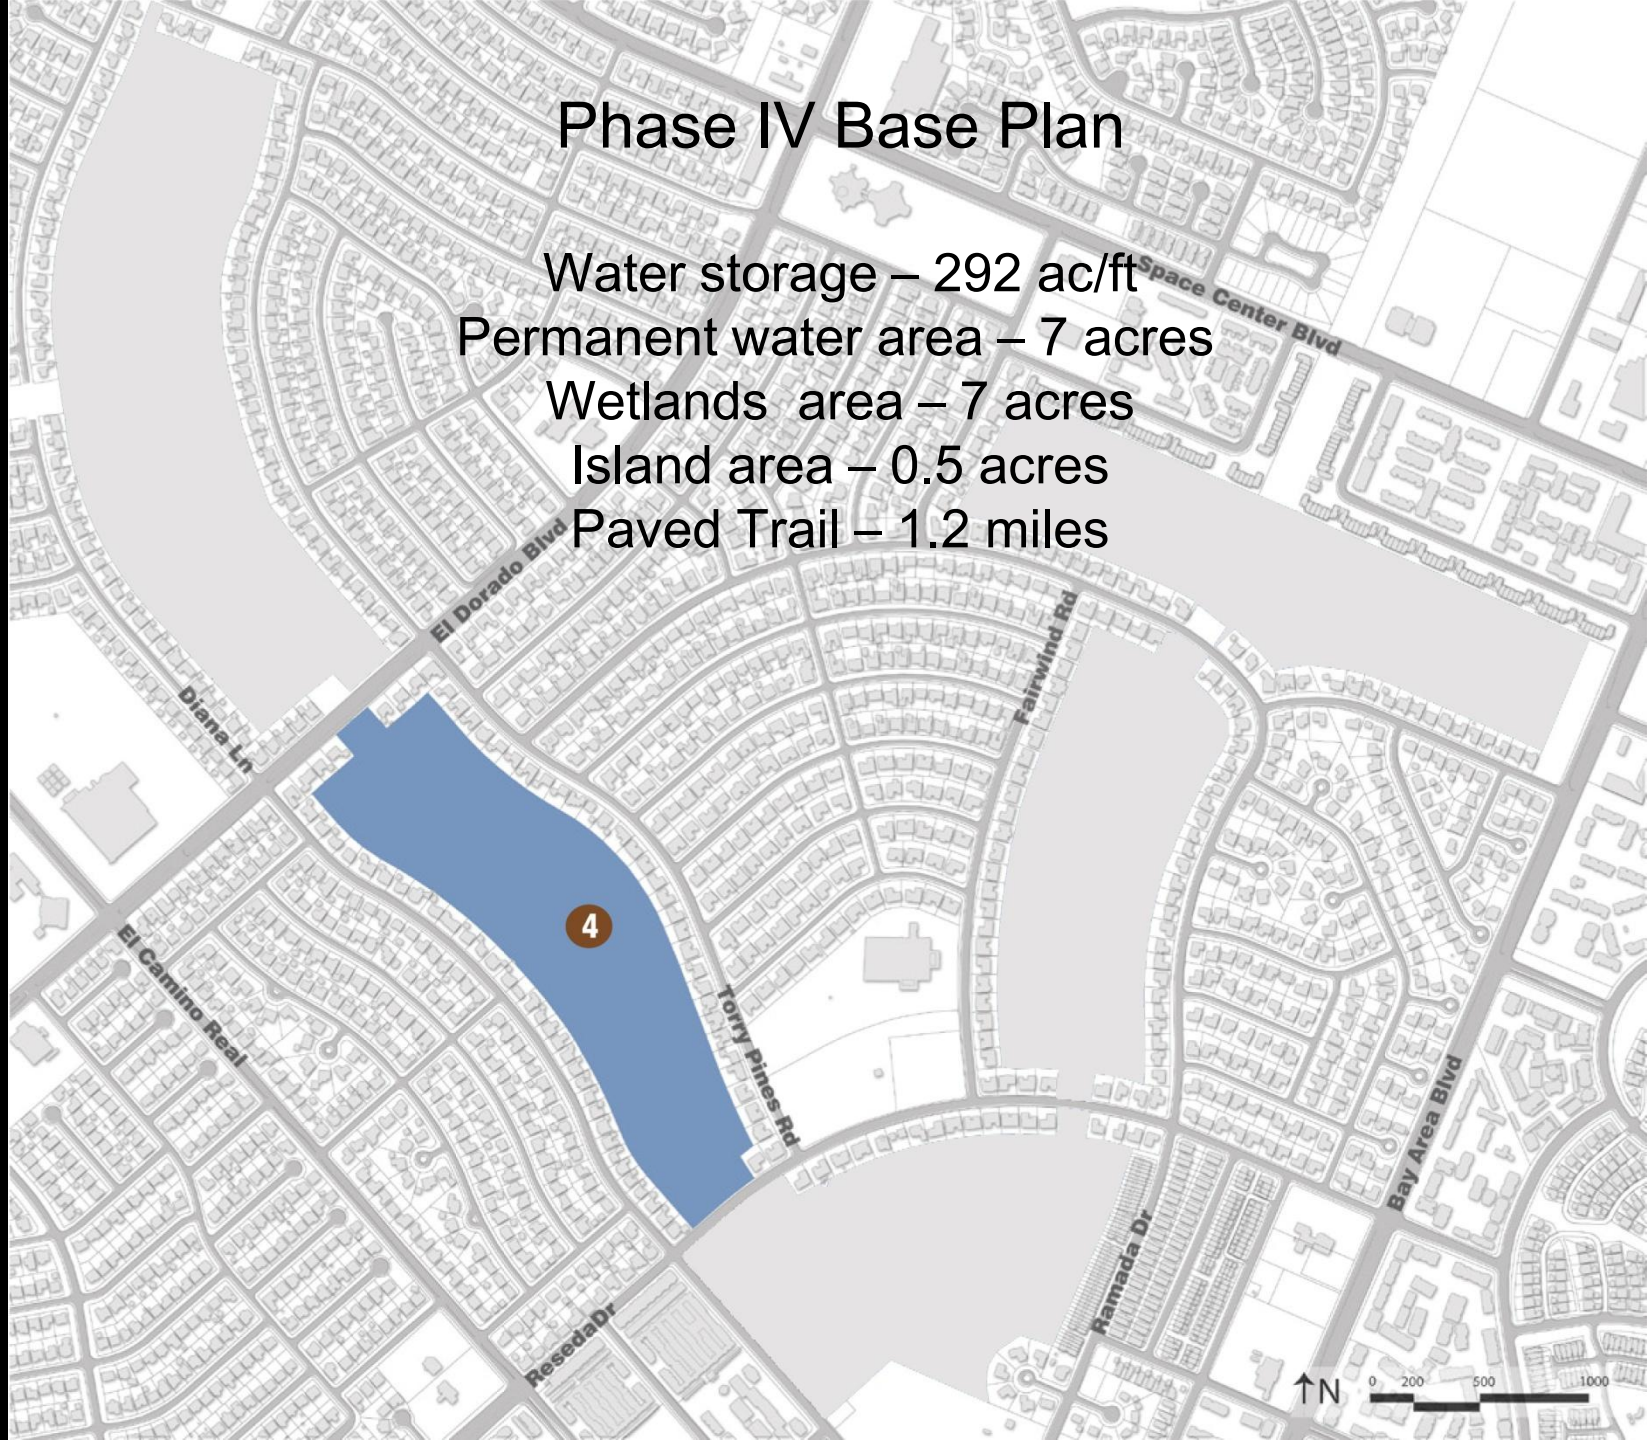 Phase IV Base Plan
Water storage – 292 ac/ft
Permanent water area – 7 acres
Wetlands  area – 7 acres
Island area – 0.5 acres
Paved Trail – 1.2 miles
Space Center Blvd
El Dorado Blvd
Fairwind Rd
Diana Ln
4
El Camino Real
Torry Pines Rd
Bay Area Blvd
Ramada Dr
ResedaDr
N
0 200 500 1000